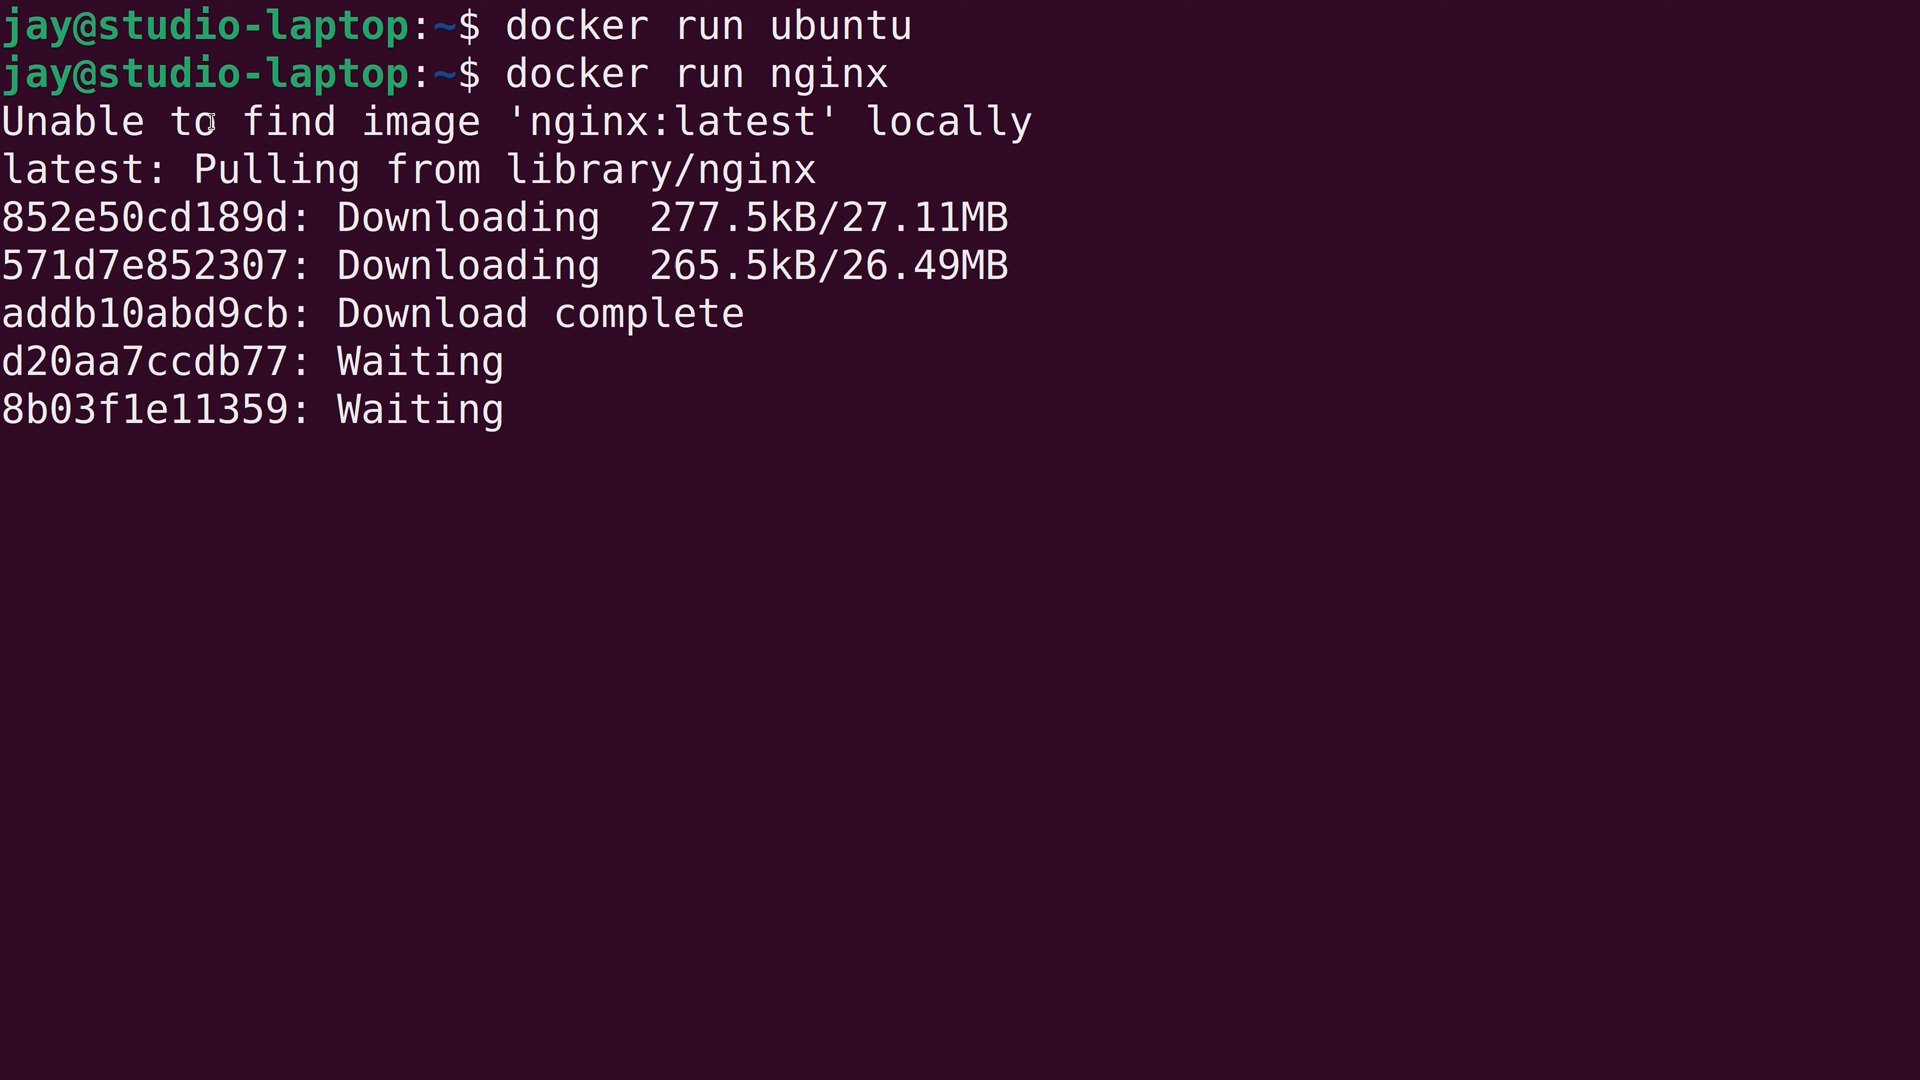 jay@studio-laptop:~$ docker run ubuntu
jay@studio-laptop:~$ docker run nginx
Unable to find image 'nginx:latest' locally
latest: Pulling from library/nginx
852e50cd189d: Downloading  277.5kB/27.11MB
571d7e852307: Downloading  265.5kB/26.49MB
addb10abd9cb: Download complete
d20aa7ccdb77: Waiting
8b03f1e11359: Waiting